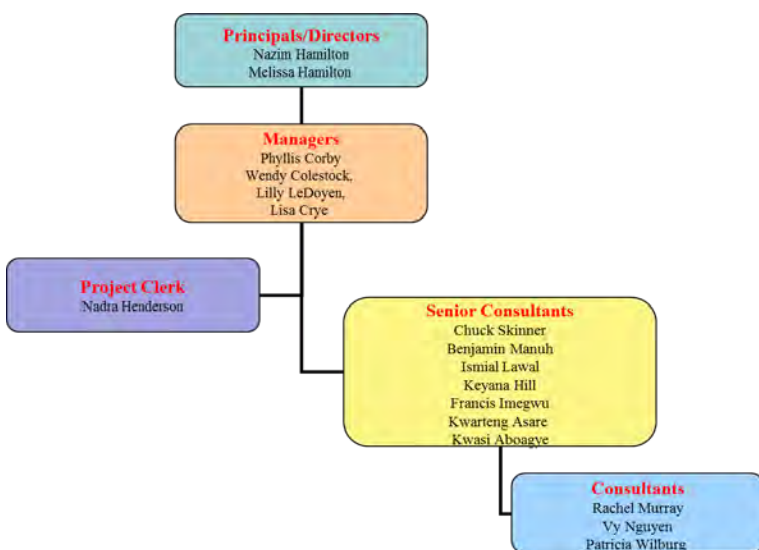 Principals/Directors
Nazim Hamilton
Melissa Hamilton
Managers
Phyllis Corby
Wendy Colestock,
Lilly LeDoyen,
Lisa Crye
Project Clerk
Nadra Henderson
Senior Consultants
Chuck Skinner
Benjamin Manuh
Ismial Lawal
Keyana Hill
Francis Imegwu
Kwarteng Asare
Kwasi Aboagye
Consultants
Rachel Murray
Vy Nguyen
Patricia Wilburg